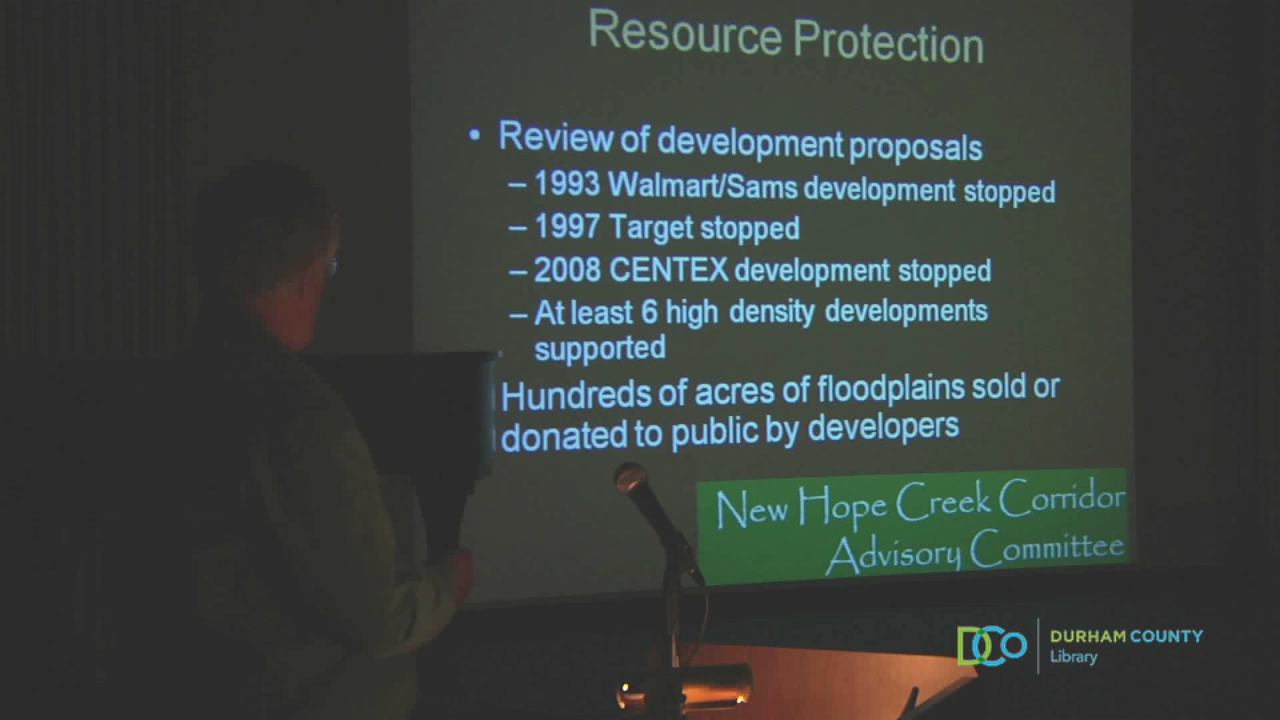 Resource Protection
• Review of development proposals
– 1993 Walmart/Sams development stopped
– 1997 Target stopped
– 2008 CENTEX development stopped
– At least 6 high density developments
supported
Hundreds of acres of floodplains sold or
donated to public by developers
New Hope Creek Corridor
Advisory Committee
DCo DURHAM COUNTY
Library